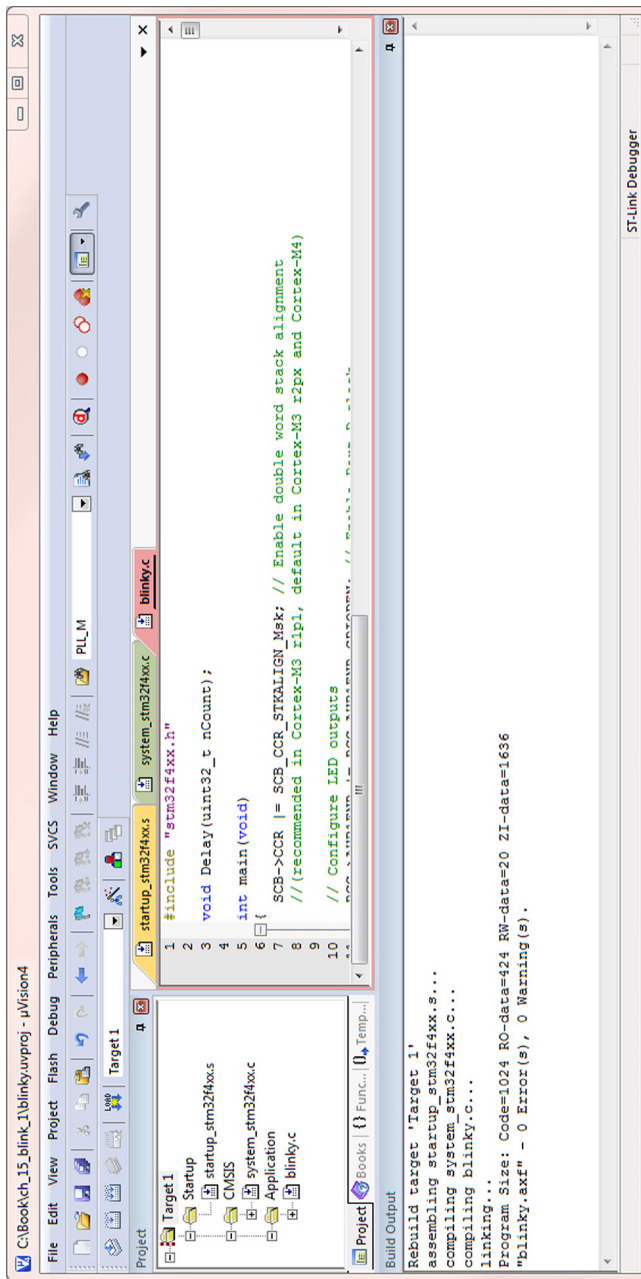 C:\Book\ch_15_blink_1\blinky.uvproj - µVision4
File Edit View Project Flash Debug Peripherals Tools SVCS Window Help
PLL_M
LOAD
Target 1
Project
Target 1
Startup
startup_stm32f4xx.s
CMSIS
system_stm32f4xx.c
Application
blinky.c
Project Books {} Func... 0 Temp...
startup_stm32f4xx.s system_stm32f4xx.c blinky.c
1 #include "stm32f4xx.h"
2
3 void Delay(uint32_t nCount);
4
5 int main(void)
6 {
7 SCB->CCR |= SCB_CCR_STKALIGN_Msk; // Enable double word stack alignment
8 //(recommended in Cortex-M3 r1p1, default in Cortex-M3 r2px and Cortex-M4)
9
10 // Configure LED outputs
Build Output
Rebuild target 'Target 1'
assembling startup_stm32f4xx.s...
compiling system_stm32f4xx.c...
compiling blinky.c...
linking...
Program Size: Code=1024 RO-data=424 RW-data=20 ZI-data=1636
"blinky.axf" - 0 Error(s), 0 Warning(s).
ST-Link Debugger